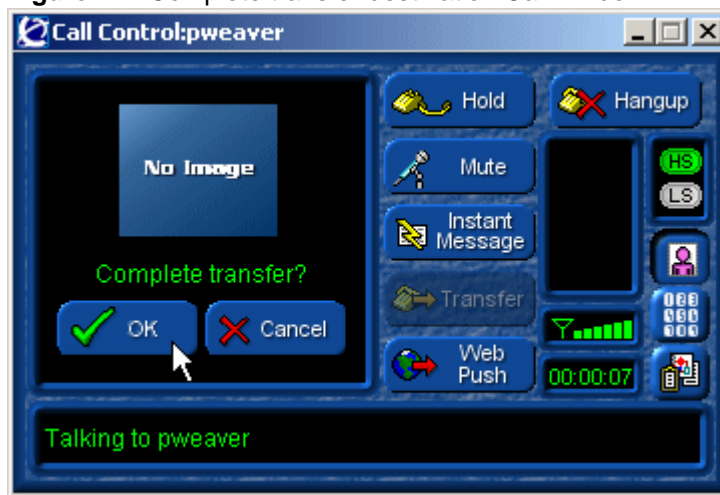 Call Control:pweaver
Hold
Hangup
No Image
Mute
HS
LS
Instant
Message
Complete transfer?
Transfer
OK
Cancel
Web
Push
00:00:07
Talking to pweaver